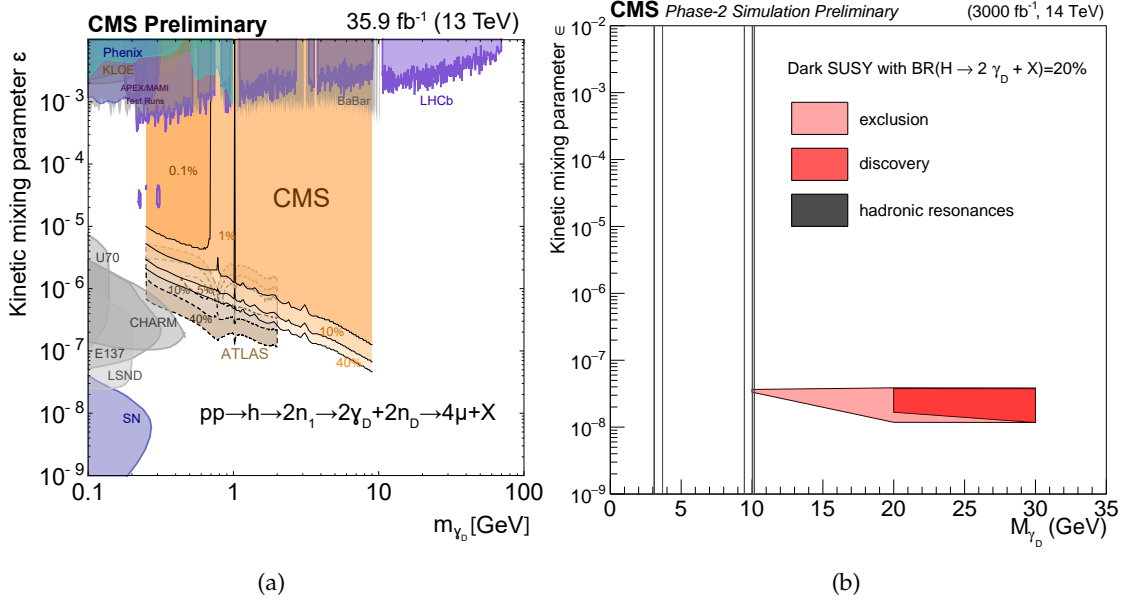 CMS Preliminary 35.9 fb⁻¹ (13 TeV)
Kinetic mixing parameter ε
10⁻³
10⁻⁴
10⁻⁵
10⁻⁶
10⁻⁷
10⁻⁸
10⁻⁹
Phenix
KLOE
APEX/MAMI
Test Runs
BaBar
LHCb
0.1%
CMS
1%
U70
10% 5%
CHARM
40%
10%
E137
ATLAS
40%
LSND
SN
pp→h→2n₁→2γ_D+2n_D→4μ+X
0.1 1 10 100
m_γ_D [GeV]
(a)
CMS Phase-2 Simulation Preliminary (3000 fb⁻¹, 14 TeV)
Kinetic mixing parameter ε
10⁻²
10⁻³
10⁻⁴
10⁻⁵
10⁻⁶
10⁻⁷
10⁻⁸
10⁻⁹
Dark SUSY with BR(H → 2 γ_D + X)=20%
exclusion
discovery
hadronic resonances
0 5 10 15 20 25 30 35
M_γ_D (GeV)
(b)